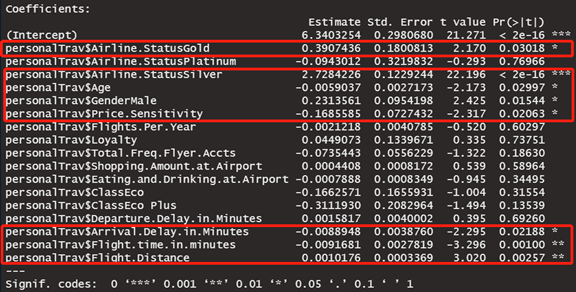 Coefficients:
Estimate Std. Error t value Pr(>|t|)
(Intercept) 6.3403254 0.2980680 21.271 < 2e-16 ***
personalTrav$Airline.StatusGold 0.3907436 0.1800813 2.170 0.03018 *
personalTrav$Airline.StatusPlatinum -0.0943012 0.3219832 -0.293 0.76966
personalTrav$Airline.StatusSilver 2.7284226 0.1229244 22.196 < 2e-16 ***
personalTrav$Age -0.0059037 0.0027173 -2.173 0.02997 *
personalTrav$GenderMale 0.2313561 0.0954198 2.425 0.01544 *
personalTrav$Price.Sensitivity -0.1685585 0.0727432 -2.317 0.02063 *
personalTrav$Flights.Per.Year -0.0021218 0.0040785 -0.520 0.60297
personalTrav$Loyalty 0.0449073 0.1339671 0.335 0.73751
personalTrav$Total.Freq.Flyer.Accts -0.0735443 0.0556229 -1.322 0.18630
personalTrav$Shopping.Amount.at.Airport 0.0004408 0.0008172 0.539 0.58964
personalTrav$Eating.and.Drinking.at.Airport -0.0007888 0.0008349 -0.945 0.34495
personalTrav$ClassEco -0.1662571 0.1655931 -1.004 0.31554
personalTrav$ClassEco Plus -0.3111930 0.2082964 -1.494 0.13539
personalTrav$Departure.Delay.in.Minutes 0.0015817 0.0040002 0.395 0.69260
personalTrav$Arrival.Delay.in.Minutes -0.0088948 0.0038760 -2.295 0.02188 *
personalTrav$Flight.time.in.minutes -0.0091681 0.0027819 -3.296 0.00100 **
personalTrav$Flight.Distance 0.0010176 0.0003369 3.020 0.00257 **
---
Signif. codes: 0 ‘***’ 0.001 ‘**’ 0.01 ‘*’ 0.05 ‘.’ 0.1 ‘ ’ 1